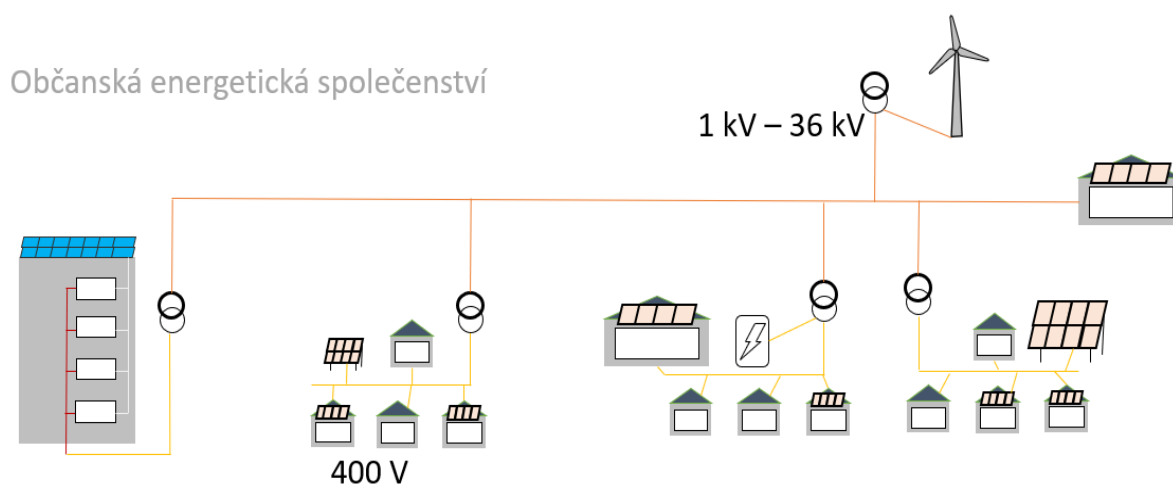 Občanská energetická společenství
1 kV – 36 kV
400 V